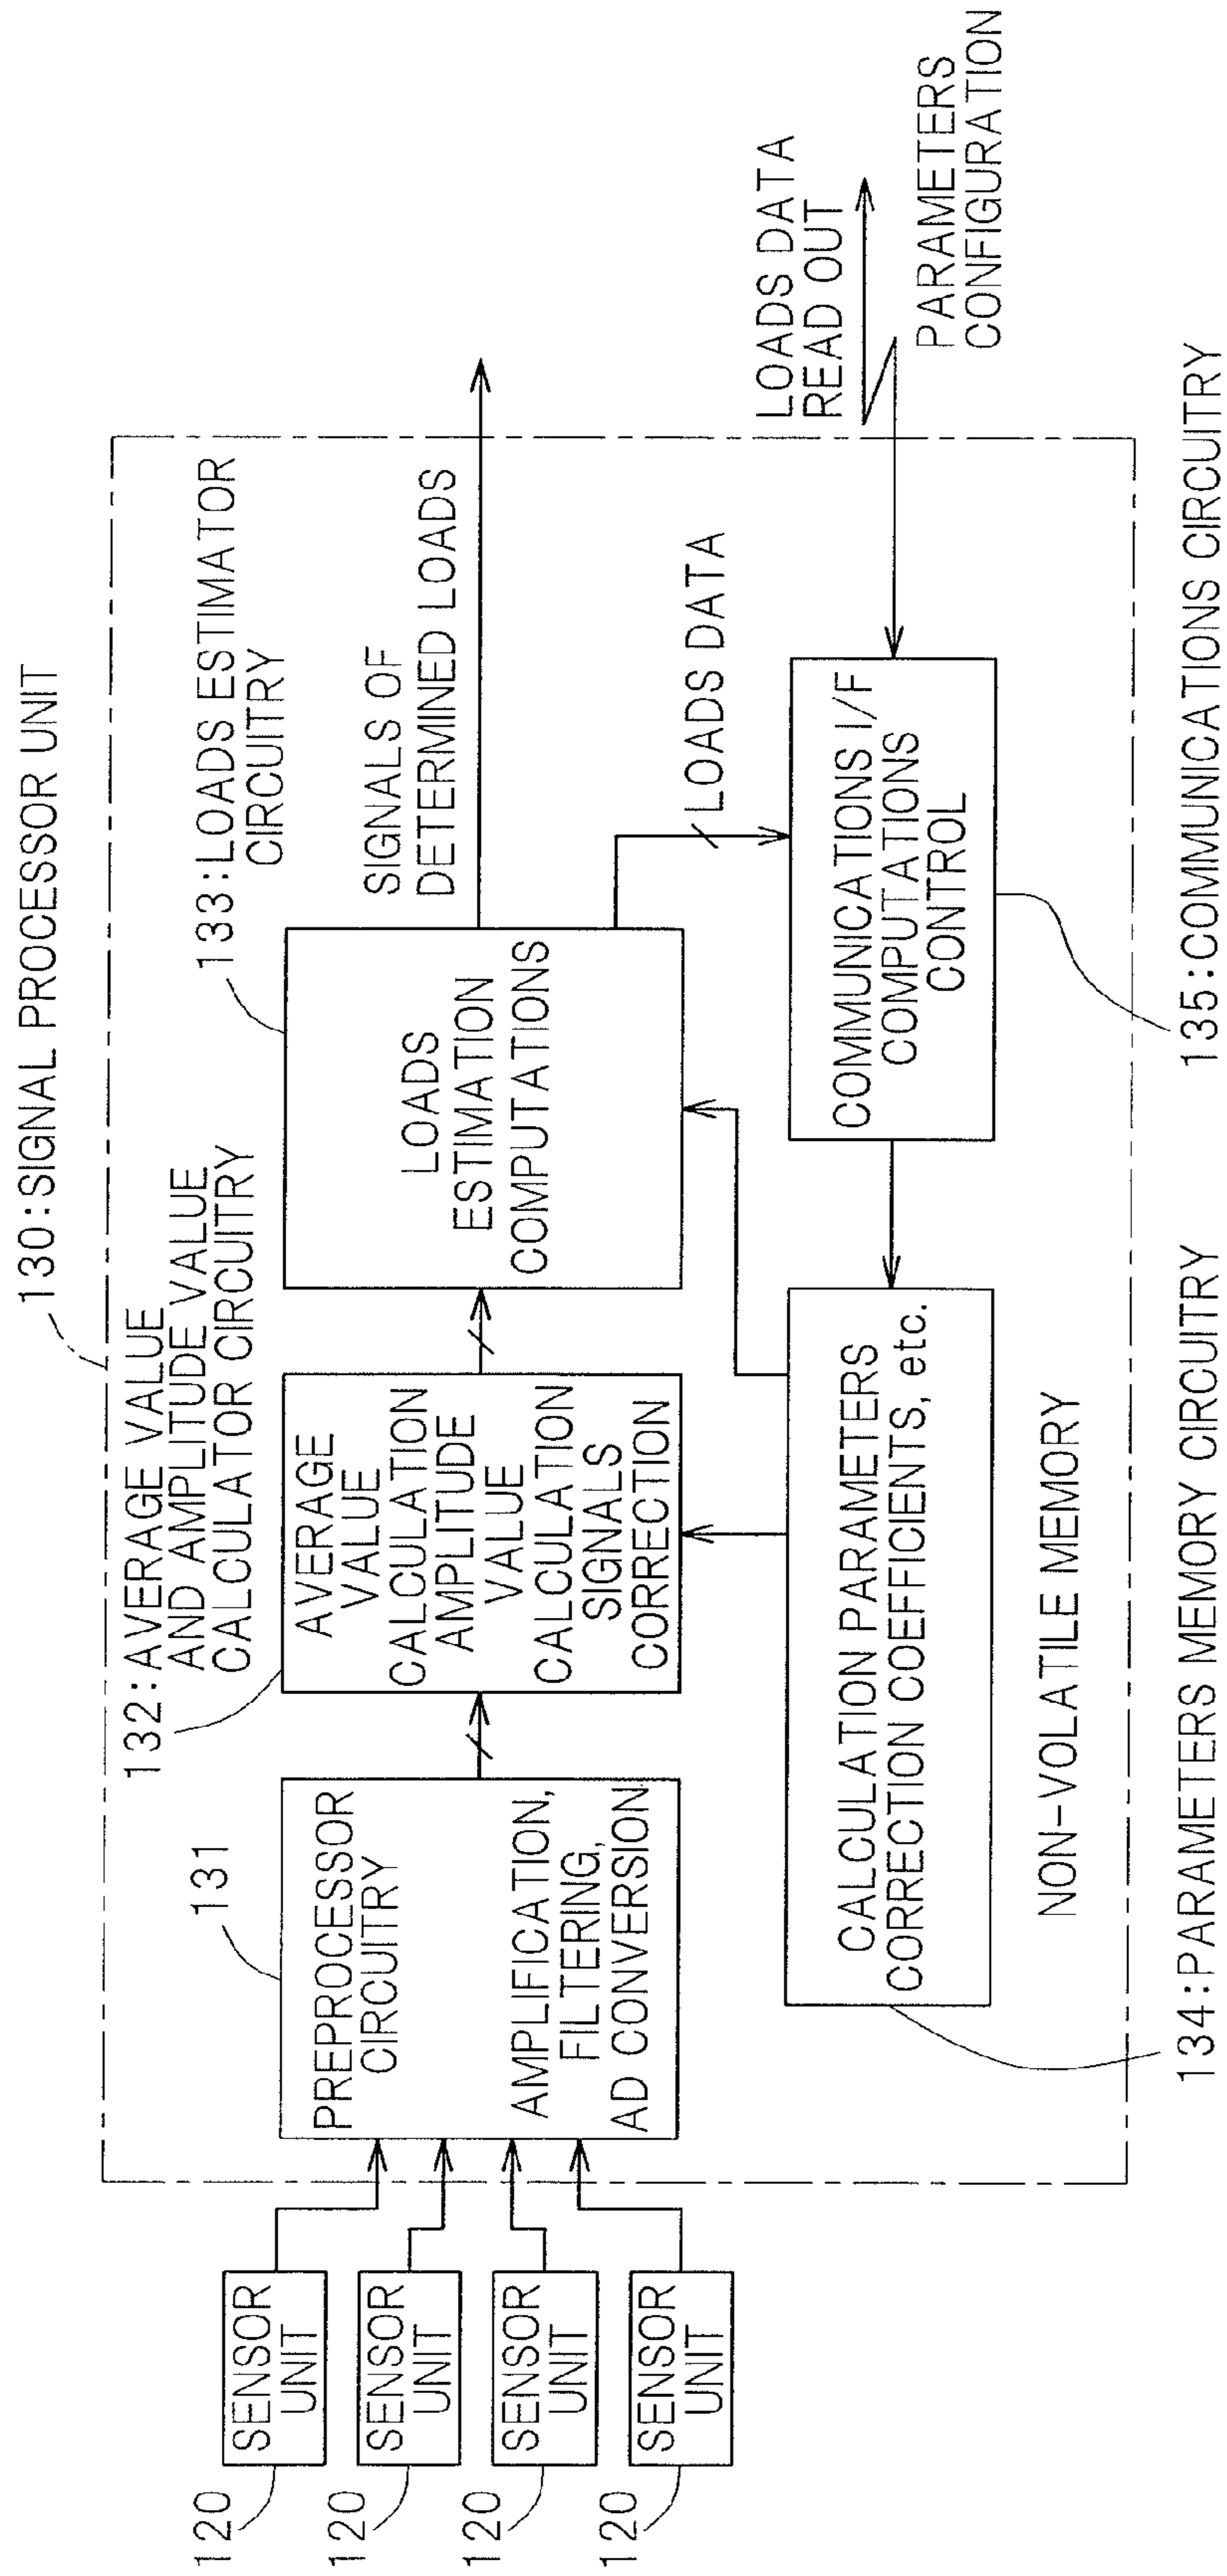 130:SIGNAL PROCESSOR UNIT
132:AVERAGE VALUE
AND AMPLITUDE VALUE
CALCULATOR CIRCUITRY
133:LOADS ESTIMATOR
CIRCUITRY
131
120
SENSOR
UNIT
120
SENSOR
UNIT
120
SENSOR
UNIT
120
SENSOR
UNIT
PREPROCESSOR
CIRCUITRY
AMPLIFICATION,
FILTERING,
AD CONVERSION
AVERAGE
VALUE
CALCULATION
AMPLITUDE
VALUE
CALCULATION
SIGNALS
CORRECTION
LOADS
ESTIMATION
COMPUTATIONS
SIGNALS OF
DETERMINED LOADS
LOADS DATA
LOADS DATA
READ OUT
PARAMETERS
CONFIGURATION
CALCULATION PARAMETERS
CORRECTION COEFFICIENTS, etc.
COMMUNICATIONS I/F
COMPUTATIONS
CONTROL
NON-VOLATILE MEMORY
134:PARAMETERS MEMORY CIRCUITRY
135:COMMUNICATIONS CIRCUITRY